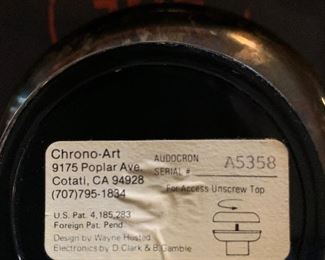 Chrono-Art
9175 Poplar Ave.
Cotati, CA 94928
(707)795-1834
AUDOCRON
SERIAL # A5358
For Access Unscrew Top
U.S. Pat. 4,185,283
Foreign Pat. Pend
Design by Wayne Husted
Electronics by D.Clark & B.Gamble